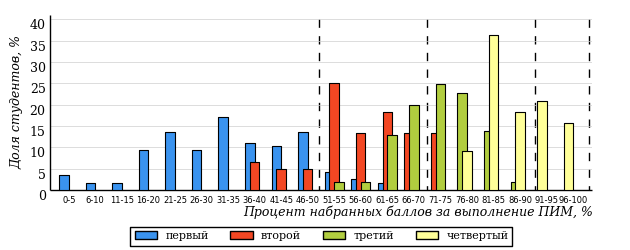 40
35
30
25
20
15
10
5
0
Доля студентов, %
0-5 6-10 11-15 16-20 21-25 26-30 31-35 36-40 41-45 46-50 51-55 56-60 61-65 66-70 71-75 76-80 81-85 86-90 91-95 96-100
Процент набранных баллов за выполнение ПИМ, %
первый второй третий четвертый